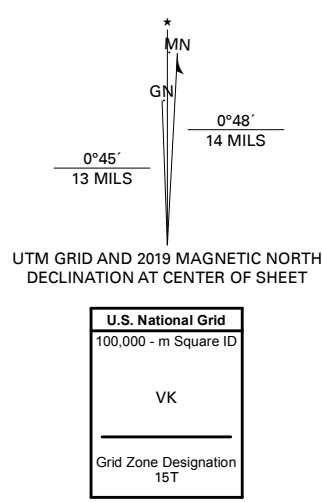 MN
GN
0°48´
14 MILS
0°45´
13 MILS
UTM GRID AND 2019 MAGNETIC NORTH
DECLINATION AT CENTER OF SHEET
U.S. National Grid
100,000 - m Square ID
VK
Grid Zone Designation
15T